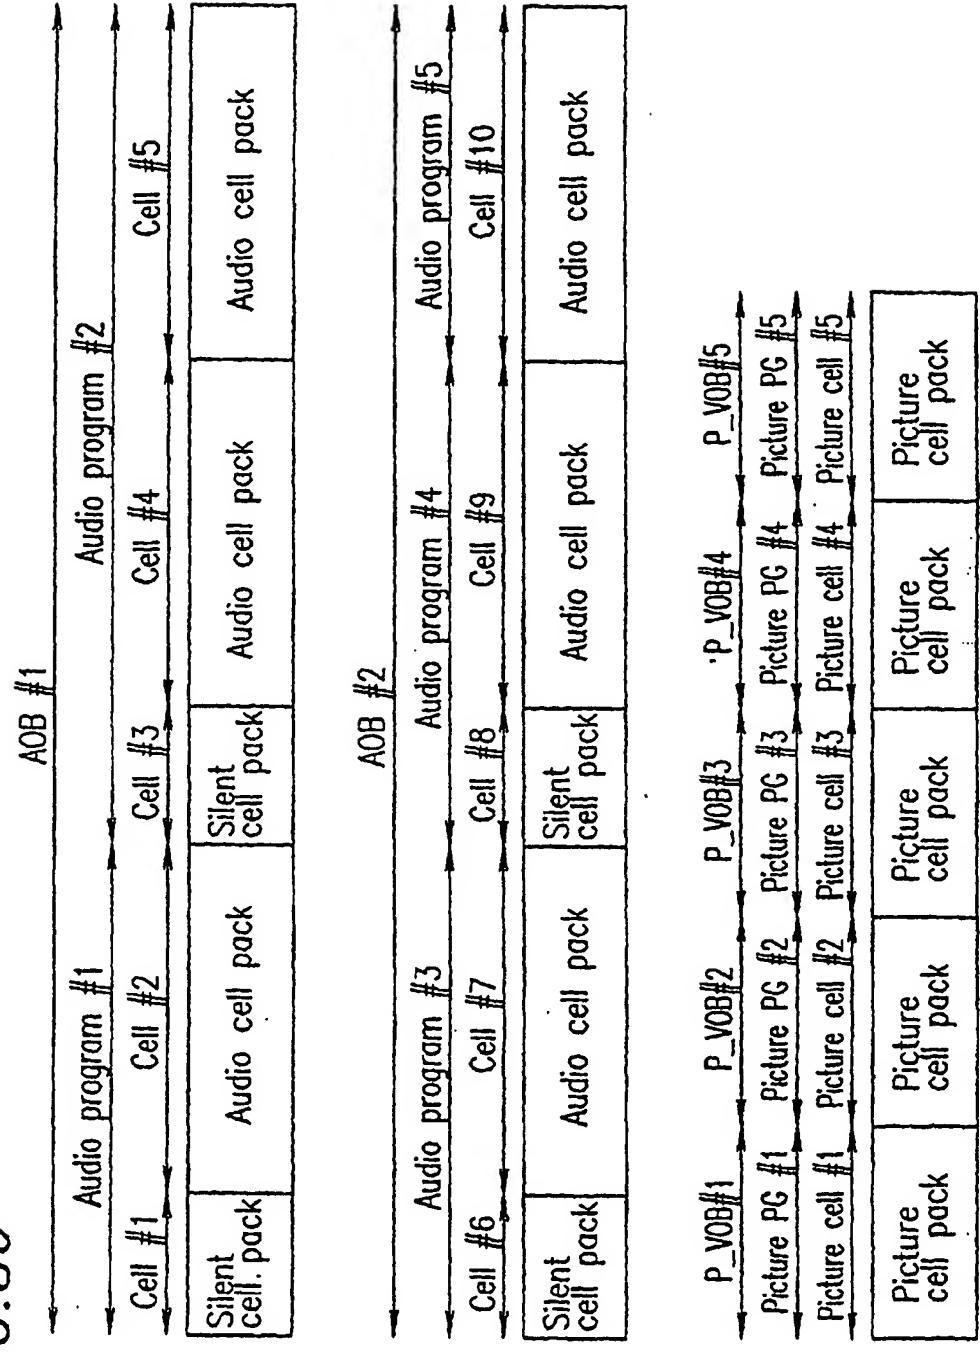 AOB #1
Audio program #1
Audio program #2
Cell #1
Cell #2
Cell #3
Cell #4
Cell #5
Silent
cell. pack
Audio cell pack
Silent
cell pack
Audio cell pack
Audio cell pack
AOB #2
Audio program #3
Audio program #4
Audio program #5
Cell #6
Cell #7
Cell #8
Cell #9
Cell #10
Silent
cell pack
Audio cell pack
Silent
cell pack
Audio cell pack
Audio cell pack
P_VOB#1
P_VOB#2
P_VOB#3
P_VOB#4
P_VOB#5
Picture PG #1
Picture PG #2
Picture PG #3
Picture PG #4
Picture PG #5
Picture cell #1
Picture cell #2
Picture cell #3
Picture cell #4
Picture cell #5
Picture
cell pack
Picture
cell pack
Picture
cell pack
Picture
cell pack
Picture
cell pack